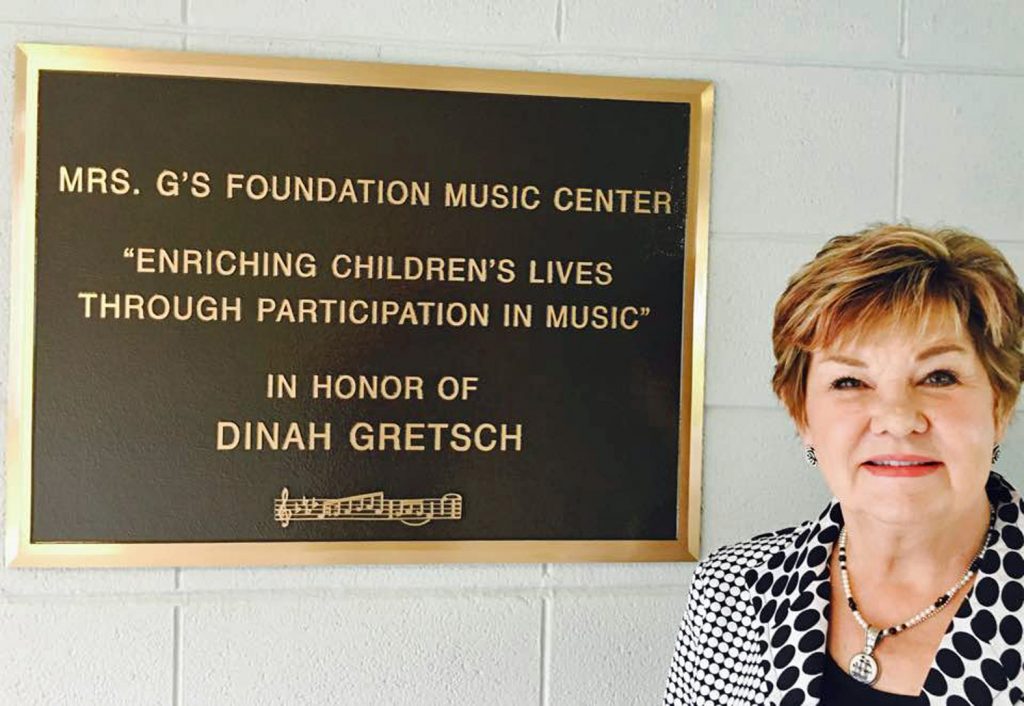 MRS. G'S FOUNDATION MUSIC CENTER
“ENRICHING CHILDREN'S LIVES
THROUGH PARTICIPATION IN MUSIC”
IN HONOR OF
DINAH GRETSCH